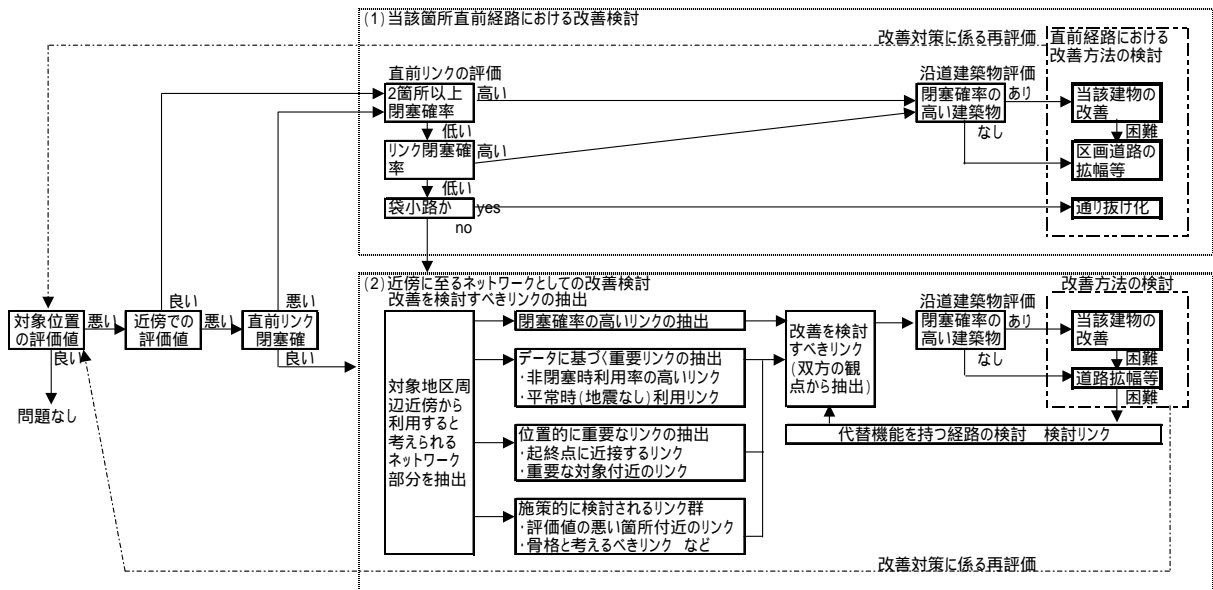 (1)当該箇所直前経路における改善検討
改善対策に係る再評価
直前経路における
改善方法の検討
直前リンクの評価
2箇所以上
閉塞確率
高い
低い
リンク閉塞確
率
高い
低い
袋小路か
yes
no
沿道建築物評価
閉塞確率の
高い建築物
あり
なし
当該建物の
改善
困難
区画道路の
拡幅等
通り抜け化
対象位置
の評価値
悪い
良い
問題なし
近傍での
評価値
良い
悪い
直前リンク
閉塞確
悪い
良い
(2)近傍に至るネットワークとしての改善検討
改善を検討すべきリンクの抽出
対象地区周
辺近傍から
利用すると
考えられる
ネットワーク
部分を抽出
閉塞確率の高いリンクの抽出
データに基づく重要リンクの抽出
・非閉塞時利用率の高いリンク
・平常時(地震なし)利用リンク
位置的に重要なリンクの抽出
・起終点に近接するリンク
・重要な対象付近のリンク
施策的に検討されるリンク群
・評価値の悪い箇所付近のリンク
・骨格と考えるべきリンク など
改善を検討
すべきリンク
(双方の観
点から抽出)
沿道建築物評価
閉塞確率の
高い建築物
あり
なし
改善方法の検討
当該建物の
改善
困難
道路拡幅等
困難
代替機能を持つ経路の検討 検討リンク
改善対策に係る再評価